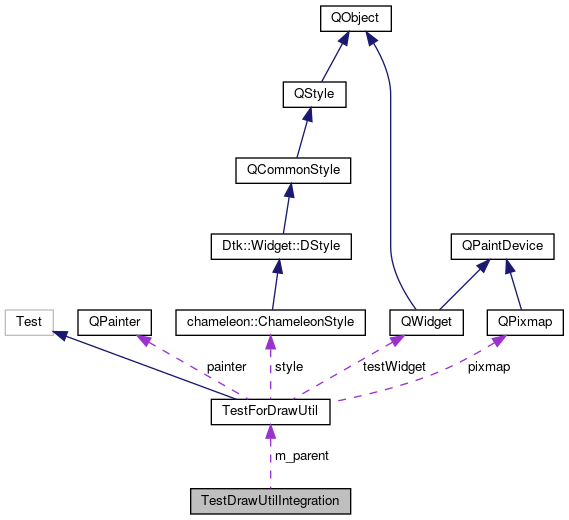 QObject
QStyle
QCommonStyle
Dtk::Widget::DStyle
QPaintDevice
Test
QPainter
chameleon::ChameleonStyle
QWidget
QPixmap
painter
style
testWidget
pixmap
TestForDrawUtil
m_parent
TestDrawUtilIntegration